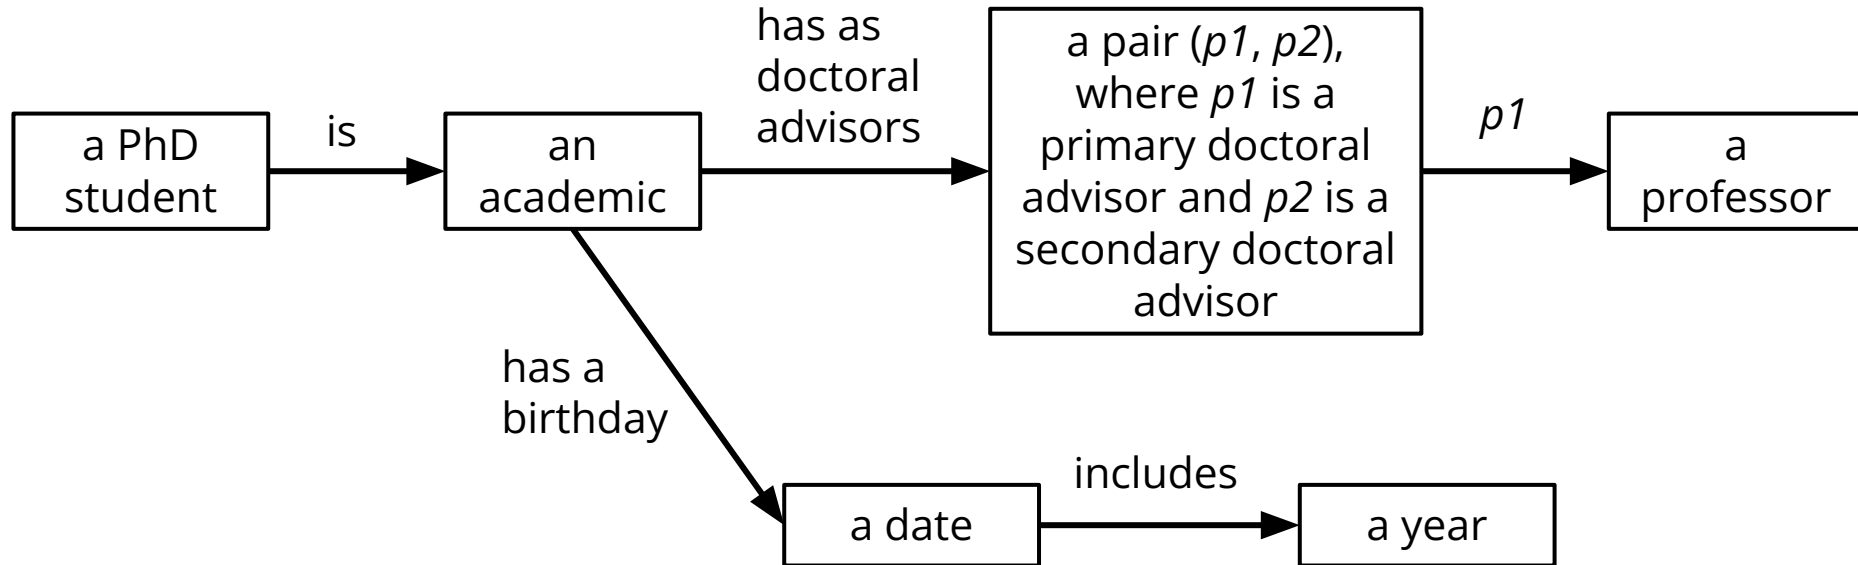 a PhD
student
is
an
academic
has as
doctoral
advisors
a pair (p1, p2),
where p1 is a
primary doctoral
advisor and p2 is a
secondary doctoral
advisor
p1
a
professor
has a
birthday
a date
includes
a year